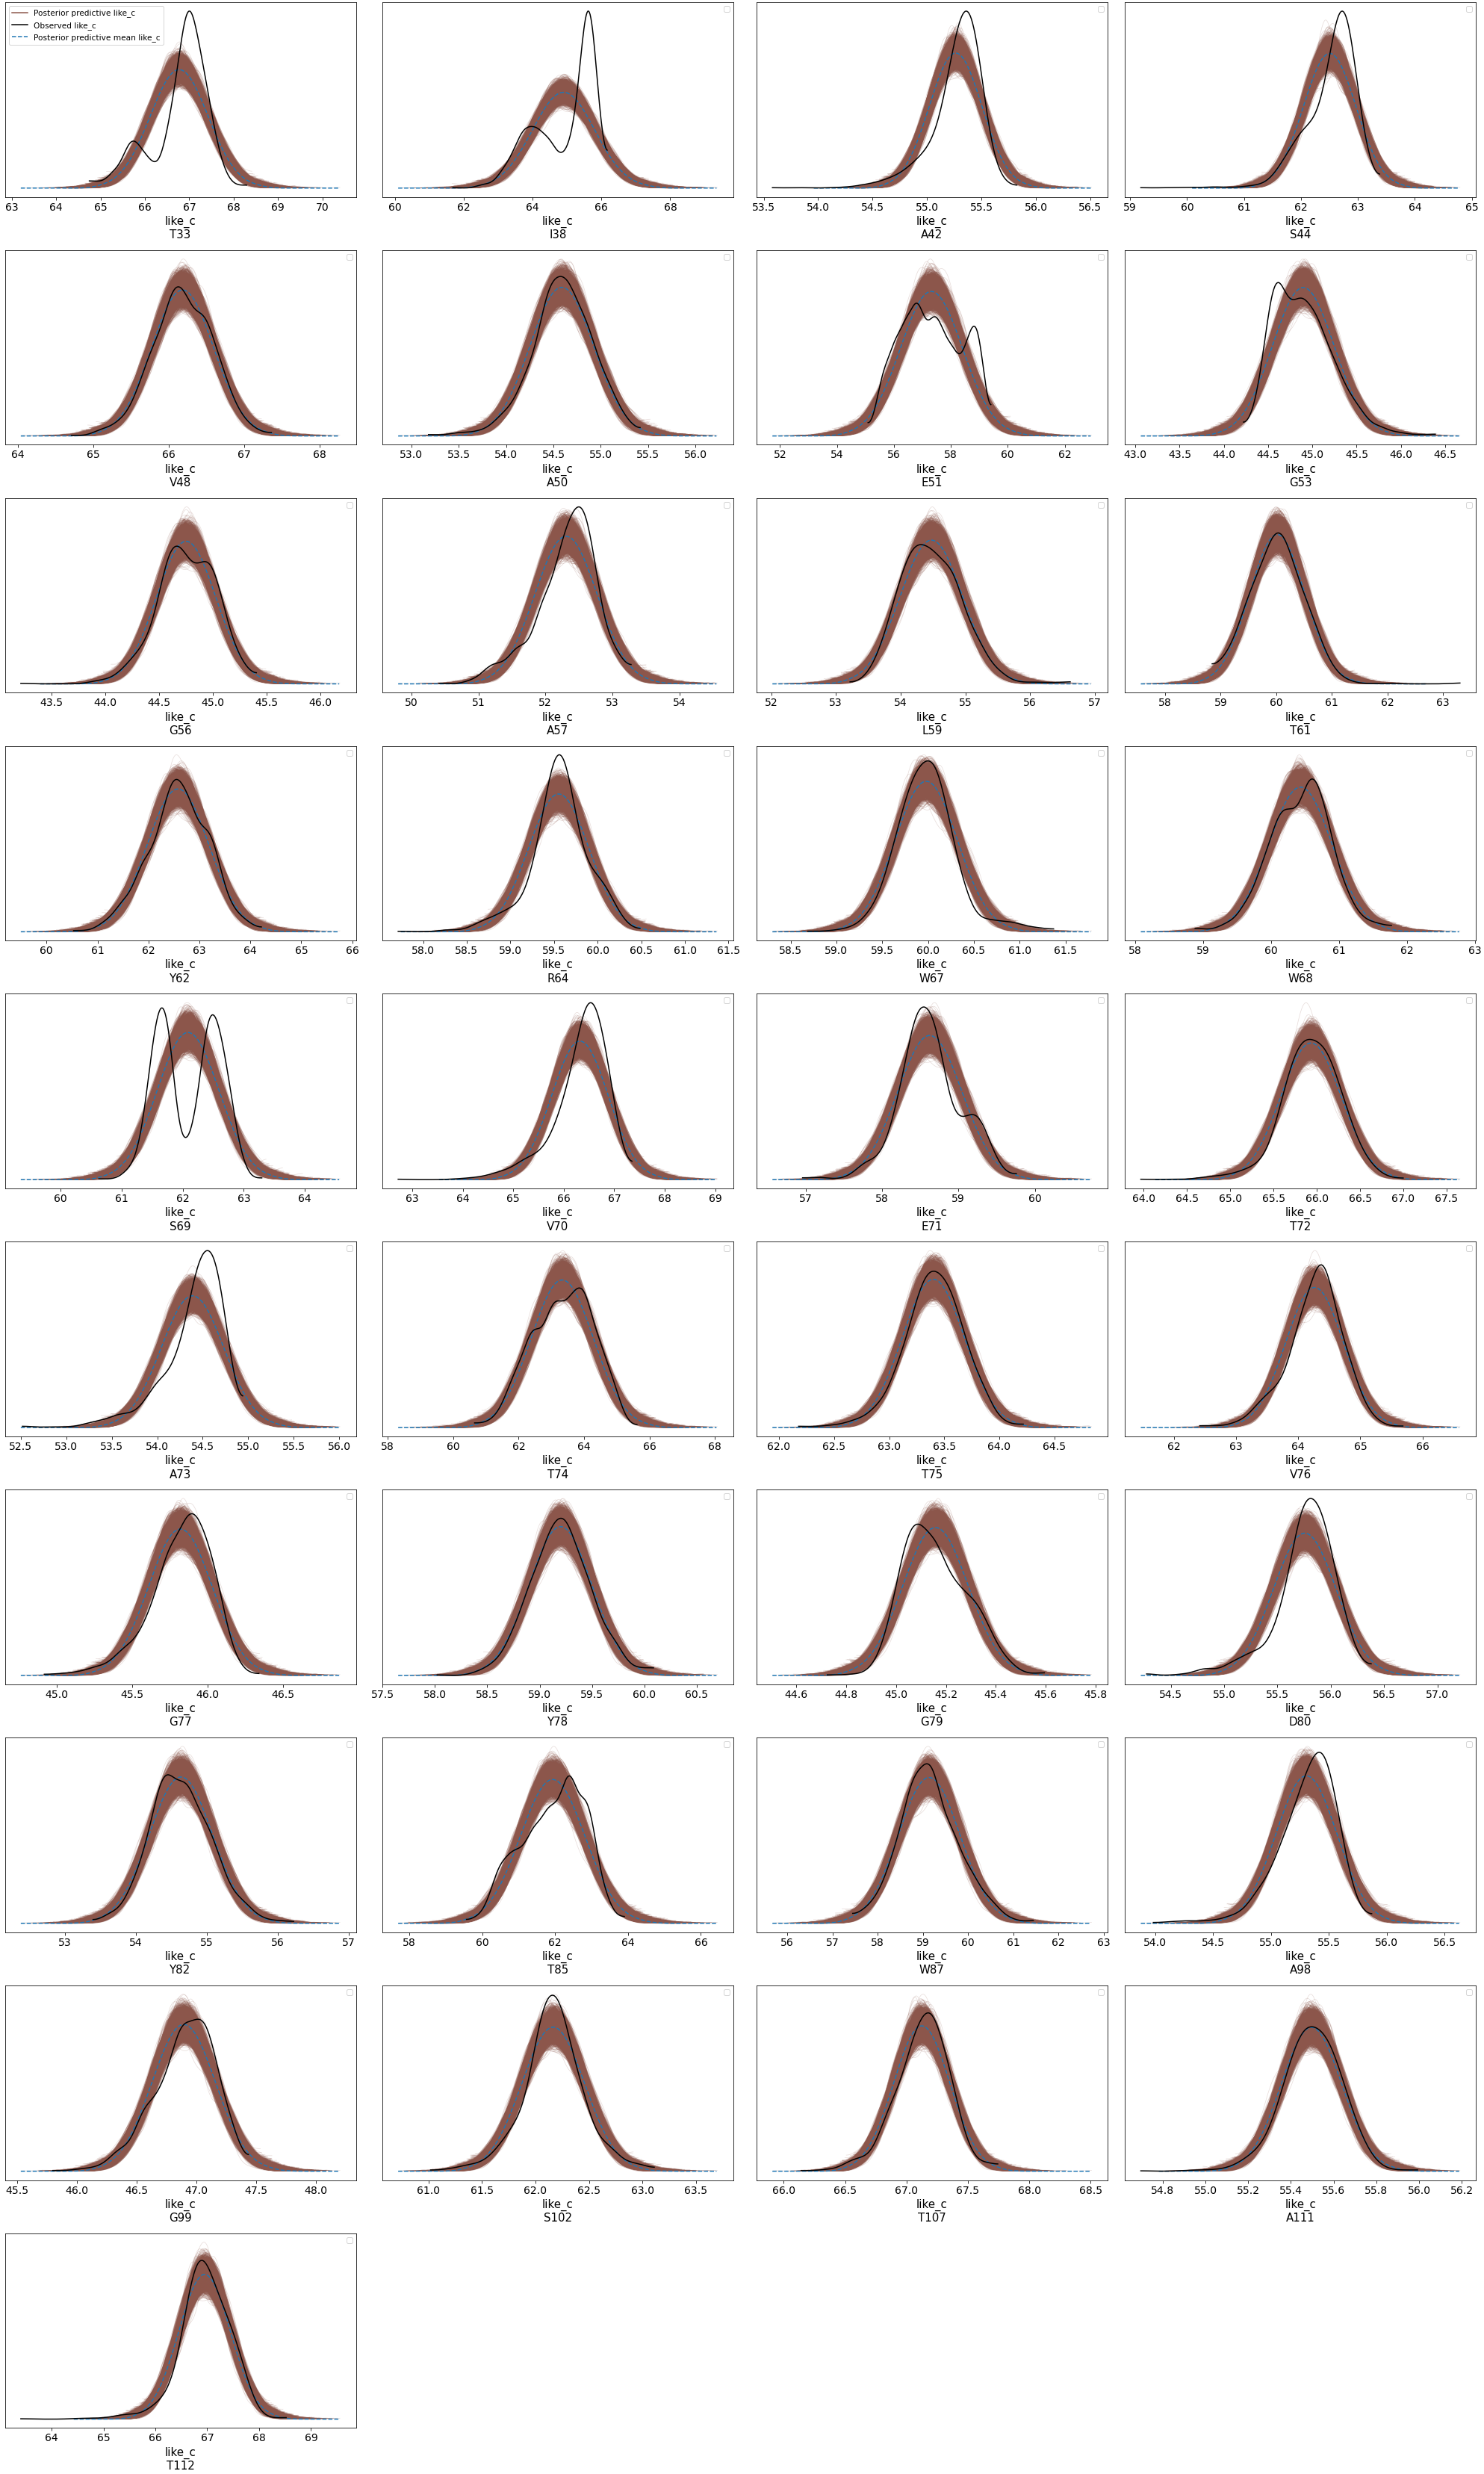 Posterior predictive like_c
Observed like_c
Posterior predictive mean like_c
63 64 65 66 67 68 69 70
like_c
T33
60 62 64 66 68
like_c
I38
53.5 54.0 54.5 55.0 55.5 56.0 56.5
like_c
A42
59 60 61 62 63 64 65
like_c
S44
64 65 66 67 68
like_c
V48
53.0 53.5 54.0 54.5 55.0 55.5 56.0
like_c
A50
52 54 56 58 60 62
like_c
E51
43.0 43.5 44.0 44.5 45.0 45.5 46.0 46.5
like_c
G53
43.5 44.0 44.5 45.0 45.5 46.0
like_c
G56
50 51 52 53 54
like_c
A57
52 53 54 55 56 57
like_c
L59
58 59 60 61 62 63
like_c
T61
60 61 62 63 64 65 66
like_c
Y62
58.0 58.5 59.0 59.5 60.0 60.5 61.0 61.5
like_c
R64
58.5 59.0 59.5 60.0 60.5 61.0 61.5
like_c
W67
58 59 60 61 62 63
like_c
W68
60 61 62 63 64
like_c
S69
63 64 65 66 67 68 69
like_c
V70
57 58 59 60
like_c
E71
64.0 64.5 65.0 65.5 66.0 66.5 67.0 67.5
like_c
T72
52.5 53.0 53.5 54.0 54.5 55.0 55.5 56.0
like_c
A73
58 60 62 64 66 68
like_c
T74
62.0 62.5 63.0 63.5 64.0 64.5
like_c
T75
62 63 64 65 66
like_c
V76
45.0 45.5 46.0 46.5
like_c
G77
57.5 58.0 58.5 59.0 59.5 60.0 60.5
like_c
Y78
44.6 44.8 45.0 45.2 45.4 45.6 45.8
like_c
G79
54.5 55.0 55.5 56.0 56.5 57.0
like_c
D80
53 54 55 56 57
like_c
Y82
58 60 62 64 66
like_c
T85
56 57 58 59 60 61 62 63
like_c
W87
54.0 54.5 55.0 55.5 56.0 56.5
like_c
A98
45.5 46.0 46.5 47.0 47.5 48.0
like_c
G99
61.0 61.5 62.0 62.5 63.0 63.5
like_c
S102
66.0 66.5 67.0 67.5 68.0 68.5
like_c
T107
54.8 55.0 55.2 55.4 55.6 55.8 56.0 56.2
like_c
A111
64 65 66 67 68 69
like_c
T112